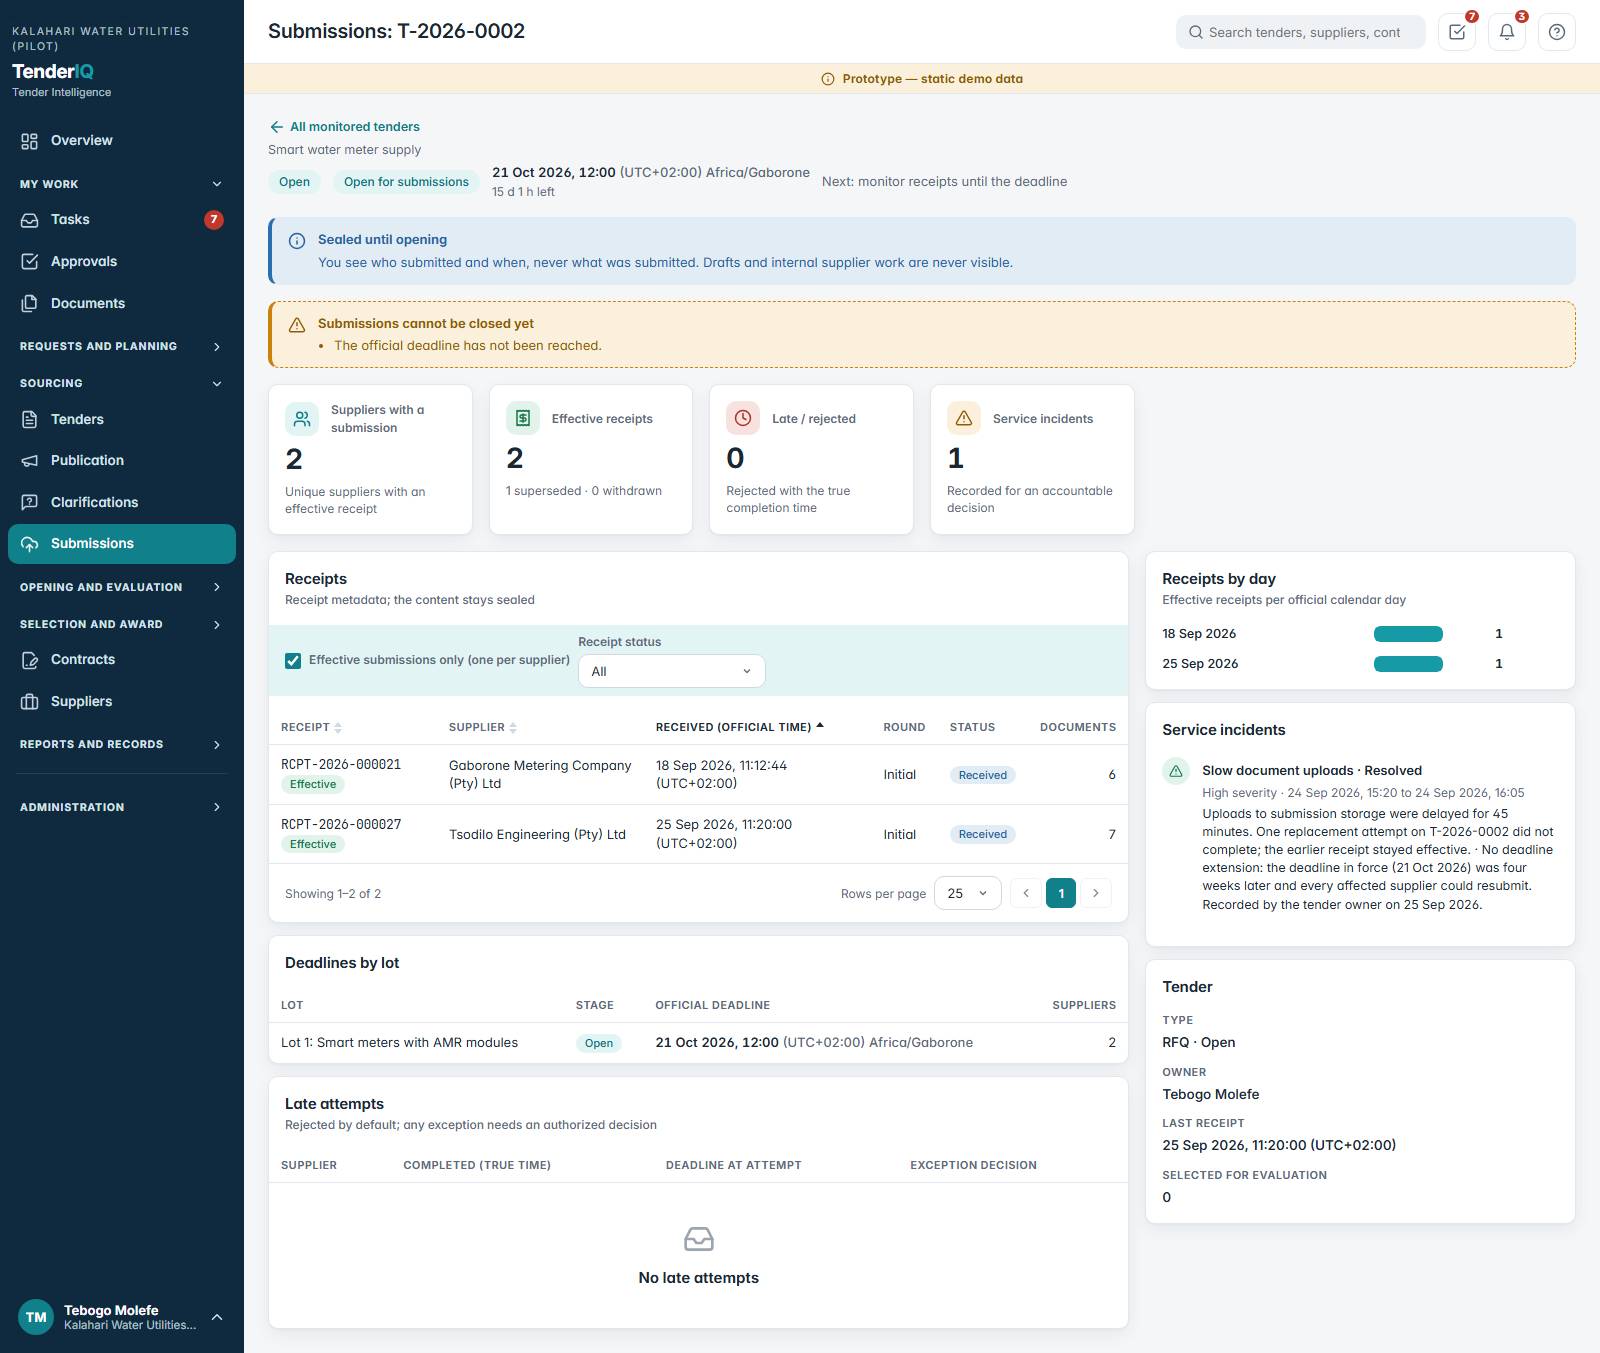 KALAHARI WATER UTILITIES
(PILOT)
TenderIQ
Tender Intelligence
Overview
MY WORK
Tasks
7
Approvals
Documents
REQUESTS AND PLANNING
SOURCING
Tenders
Publication
Clarifications
Submissions
OPENING AND EVALUATION
SELECTION AND AWARD
Contracts
Suppliers
REPORTS AND RECORDS
ADMINISTRATION
TM
Tebogo Molefe
Kalahari Water Utilities...
Submissions: T-2026-0002
Search tenders, suppliers, cont
7
3
Prototype — static demo data
All monitored tenders
Smart water meter supply
Open
Open for submissions
21 Oct 2026, 12:00 (UTC+02:00) Africa/Gaborone
15 d 1 h left
Next: monitor receipts until the deadline
Sealed until opening
You see who submitted and when, never what was submitted. Drafts and internal supplier work are never visible.
Submissions cannot be closed yet
• The official deadline has not been reached.
Suppliers with a
submission
2
Unique suppliers with an
effective receipt
Effective receipts
2
1 superseded · 0 withdrawn
Late / rejected
0
Rejected with the true
completion time
Service incidents
1
Recorded for an accountable
decision
Receipts
Receipt metadata; the content stays sealed
Effective submissions only (one per supplier)
Receipt status
All
RECEIPT SUPPLIER RECEIVED (OFFICIAL TIME) ROUND STATUS DOCUMENTS
RCPT-2026-000021
Effective
Gaborone Metering Company
(Pty) Ltd
18 Sep 2026, 11:12:44
(UTC+02:00)
Initial
Received
6
RCPT-2026-000027
Effective
Tsodilo Engineering (Pty) Ltd
25 Sep 2026, 11:20:00
(UTC+02:00)
Initial
Received
7
Showing 1–2 of 2
Rows per page
25
1
Deadlines by lot
LOT STAGE OFFICIAL DEADLINE SUPPLIERS
Lot 1: Smart meters with AMR modules Open 21 Oct 2026, 12:00 (UTC+02:00) Africa/Gaborone 2
Late attempts
Rejected by default; any exception needs an authorized decision
SUPPLIER COMPLETED (TRUE TIME) DEADLINE AT ATTEMPT EXCEPTION DECISION
No late attempts
Receipts by day
Effective receipts per official calendar day
18 Sep 2026 1
25 Sep 2026 1
Service incidents
Slow document uploads · Resolved
High severity · 24 Sep 2026, 15:20 to 24 Sep 2026, 16:05
Uploads to submission storage were delayed for 45
minutes. One replacement attempt on T-2026-0002 did not
complete; the earlier receipt stayed effective. · No deadline
extension: the deadline in force (21 Oct 2026) was four
weeks later and every affected supplier could resubmit.
Recorded by the tender owner on 25 Sep 2026.
Tender
TYPE
RFQ · Open
OWNER
Tebogo Molefe
LAST RECEIPT
25 Sep 2026, 11:20:00 (UTC+02:00)
SELECTED FOR EVALUATION
0